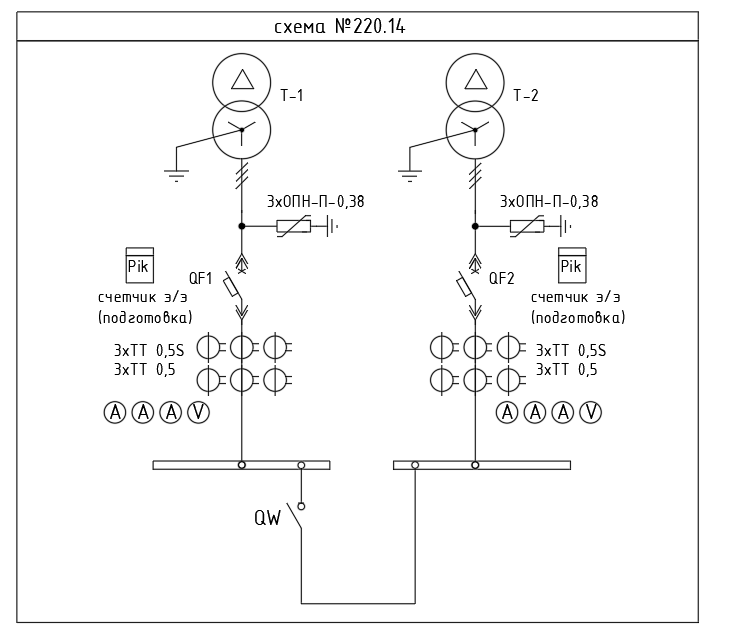 схема №220.14
Т-1
Т-2
3хОПН-П-0,38
3хОПН-П-0,38
Pik
QF1
QF2
Pik
счетчик э/э
(подготовка)
счетчик э/э
(подготовка)
3хТТ 0,5S
3хТТ 0,5
3хТТ 0,5S
3хТТ 0,5
A A A V
A A A V
QW